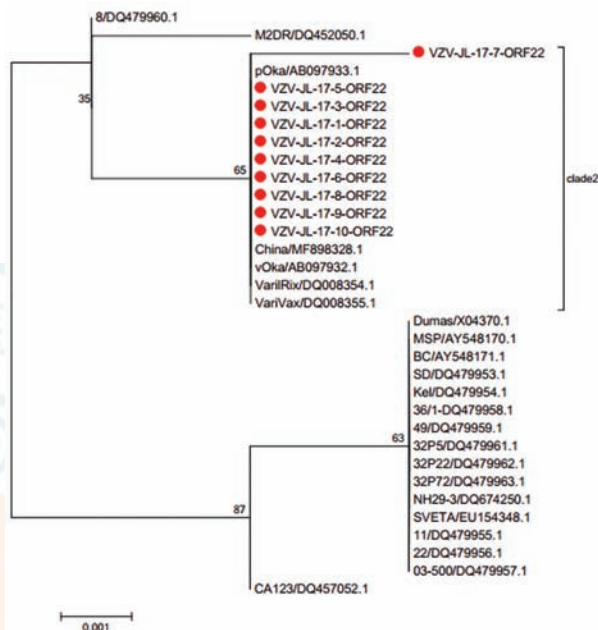 8/DQ479960.1
M2DR/DQ452050.1
VZV-JL-17-7-ORF22
35
pOka/AB097933.1
VZV-JL-17-5-ORF22
VZV-JL-17-3-ORF22
VZV-JL-17-1-ORF22
VZV-JL-17-2-ORF22
VZV-JL-17-4-ORF22
65
VZV-JL-17-6-ORF22
clade2
VZV-JL-17-8-ORF22
VZV-JL-17-9-ORF22
VZV-JL-17-10-ORF22
China/MF898328.1
vOka/AB097932.1
VarilRix/DQ008354.1
VariVax/DQ008355.1
Dumas/X04370.1
MSP/AY548170.1
BC/AY548171.1
SD/DQ479953.1
Kel/DQ479954.1
36/1-DQ479958.1
49/DQ479959.1
63
32P5/DQ479961.1
32P22/DQ479962.1
32P72/DQ479963.1
NH29-3/DQ674250.1
87
SVETA/EU154348.1
11/DQ479955.1
22/DQ479956.1
03-500/DQ479957.1
CA123/DQ457052.1
0.001